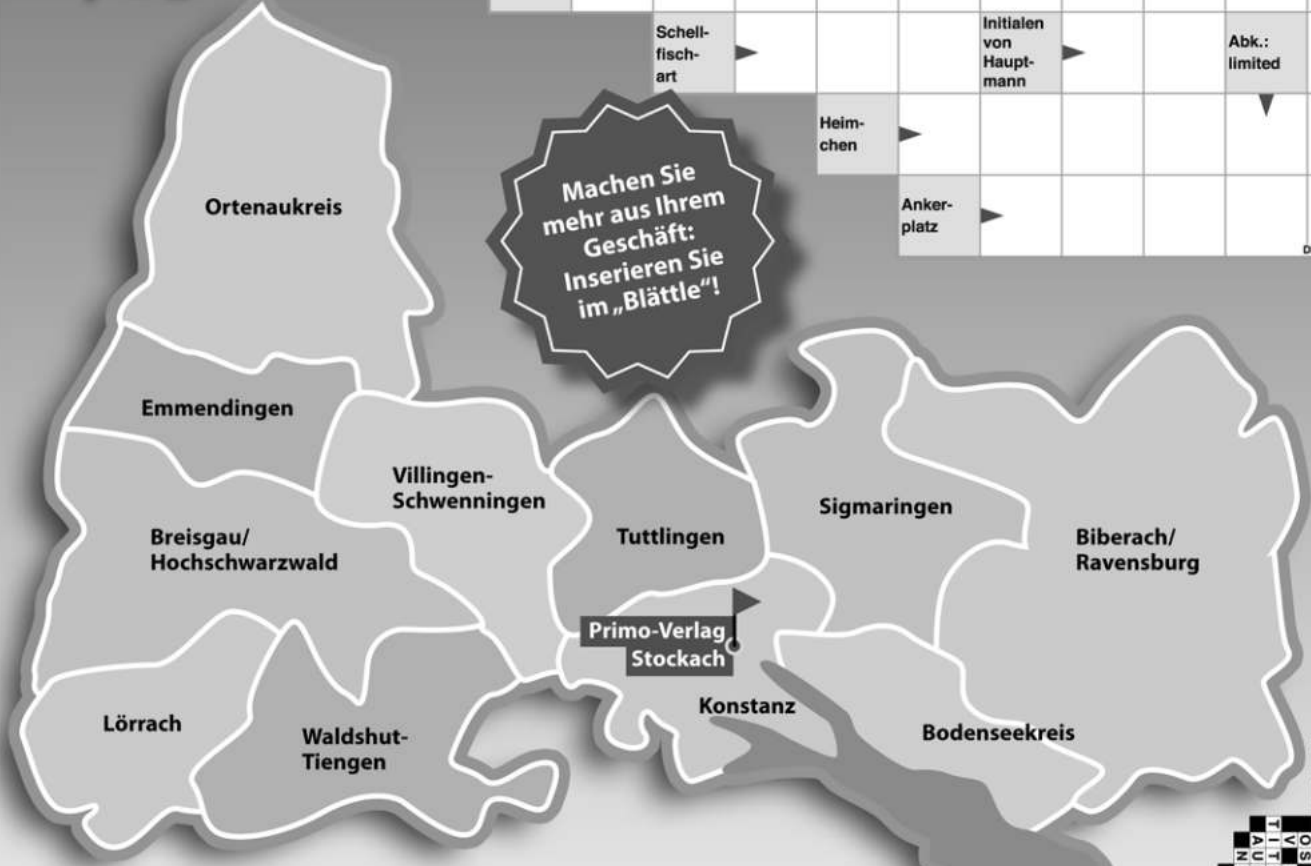 Schell-
fisch-
art
Initialen
von
Haupt-
mann
Abk.:
limited
Heim-
chen
Anker-
platz
D
Machen Sie
mehr aus Ihrem
Geschäft:
Inserieren Sie
im „Blättle“!
Ortenaukreis
Emmendingen
Villingen-
Schwenningen
Breisgau/
Hochschwarzwald
Tuttlingen
Sigmaringen
Biberach/
Ravensburg
Primo-Verlag
Stockach
Konstanz
Lörrach
Waldshut-
Tiengen
Bodenseekreis